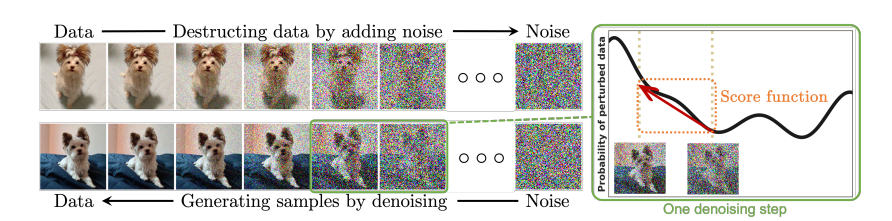 Data
Destructing data by adding noise
Noise
Data
Generating samples by denoising
Noise
Probability of perturbed data
Score function
One denoising step